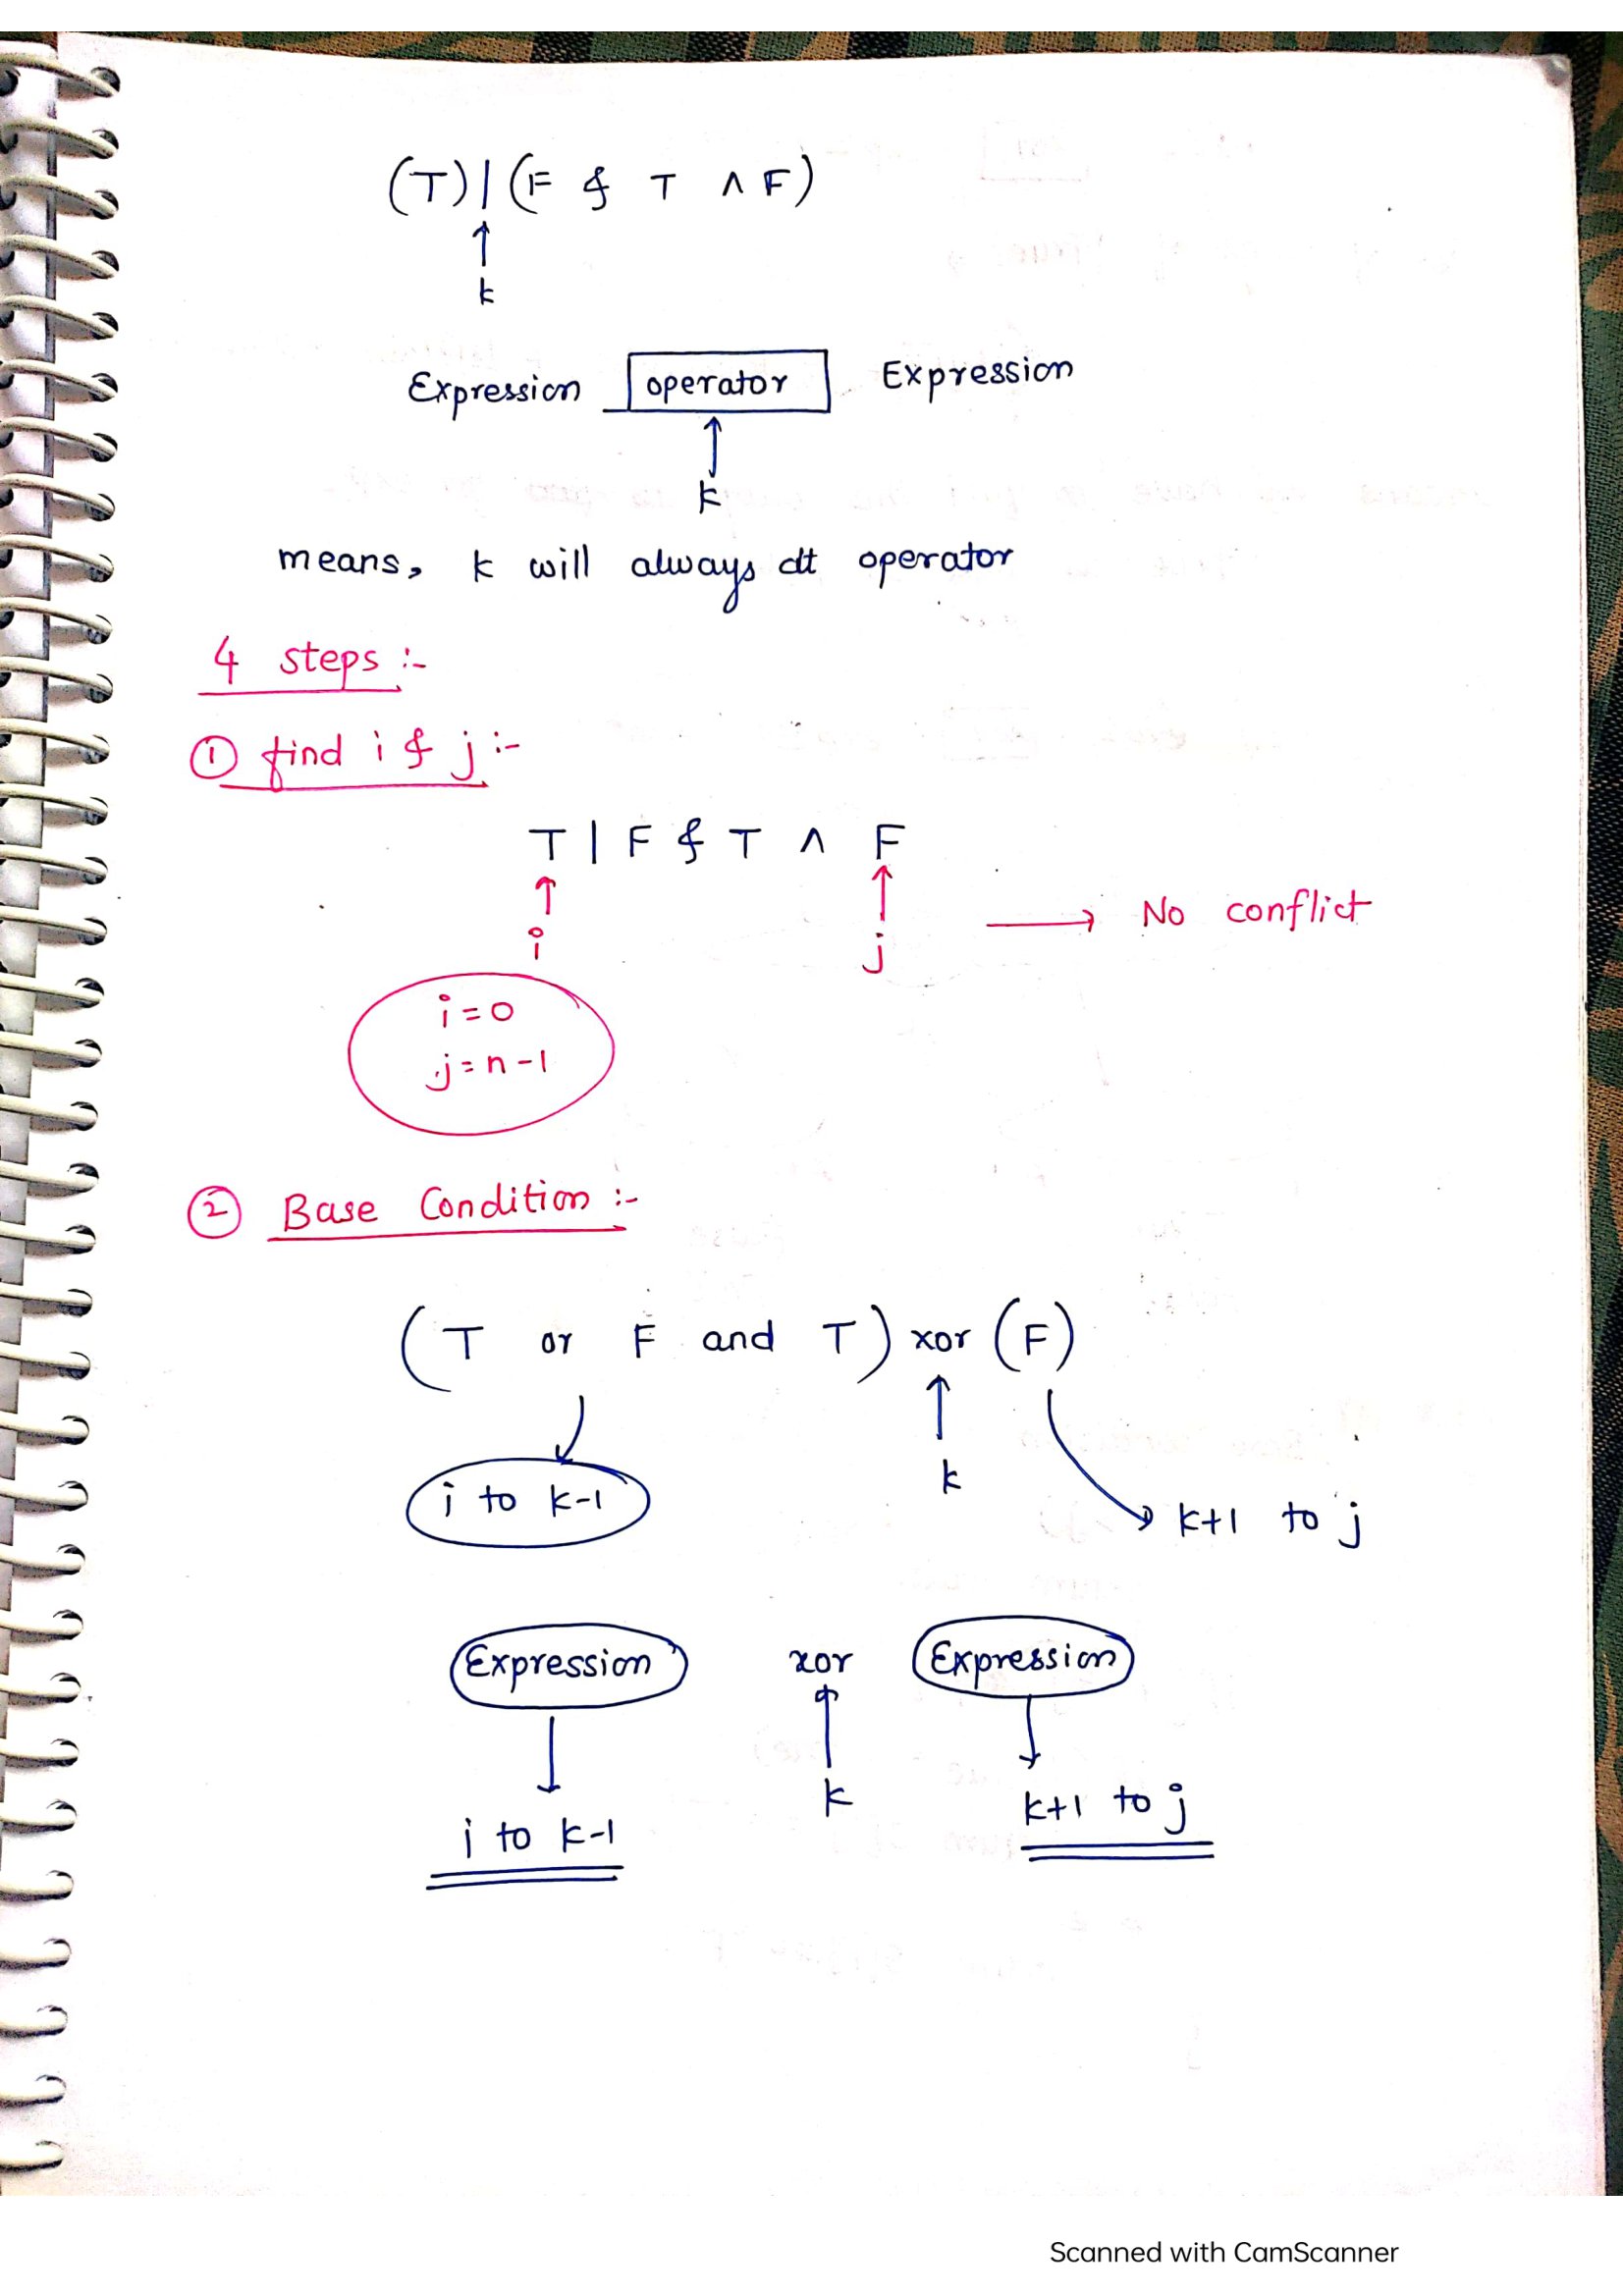 (T) | (F & T ∧ F)
↑
k
Expression operator Expression
↑
k
means, k will always at operator
4 steps :-
① find i & j :-
T | F & T ∧ F
↑ ↑ → No conflict
i j
i = 0
j = n - 1
② Base Condition :-
(T or F and T) xor (F)
↑
k
i to k-1
k+1 to j
Expression xor Expression
↑
k
i to k-1 k+1 to j
Scanned with CamScanner